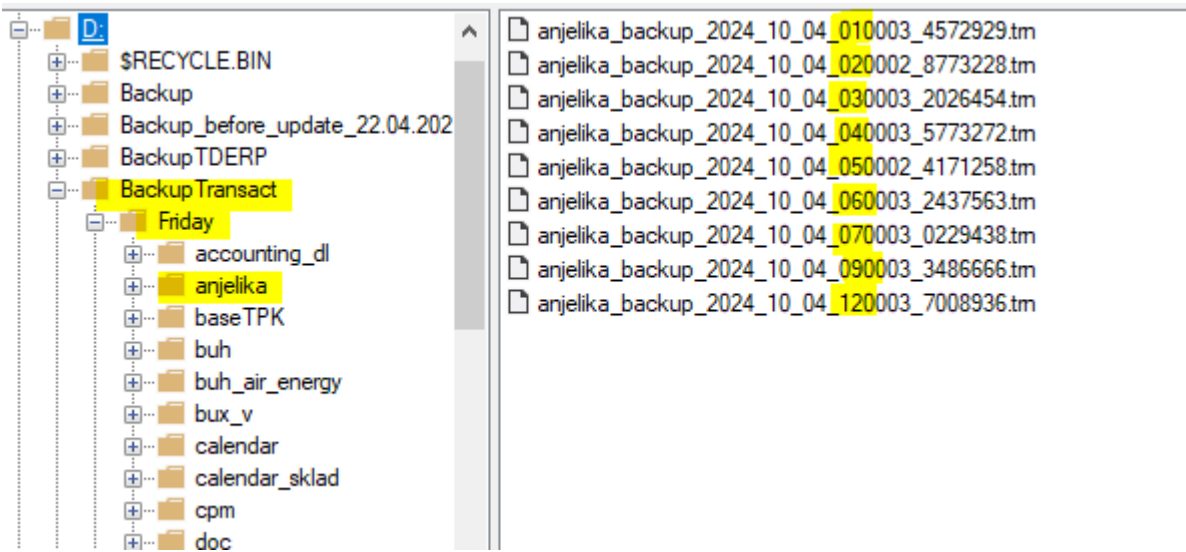 D:
$RECYCLE.BIN
Backup
Backup_before_update_22.04.202
BackupTDERP
BackupTransact
Friday
accounting_dl
anjelika
baseTPK
buh
buh_air_energy
bux_v
calendar
calendar_sklad
cpm
doc
anjelika_backup_2024_10_04_010003_4572929.trn
anjelika_backup_2024_10_04_020002_8773228.trn
anjelika_backup_2024_10_04_030003_2026454.trn
anjelika_backup_2024_10_04_040003_5773272.trn
anjelika_backup_2024_10_04_050002_4171258.trn
anjelika_backup_2024_10_04_060003_2437563.trn
anjelika_backup_2024_10_04_070003_0229438.trn
anjelika_backup_2024_10_04_090003_3486666.trn
anjelika_backup_2024_10_04_120003_7008936.trn